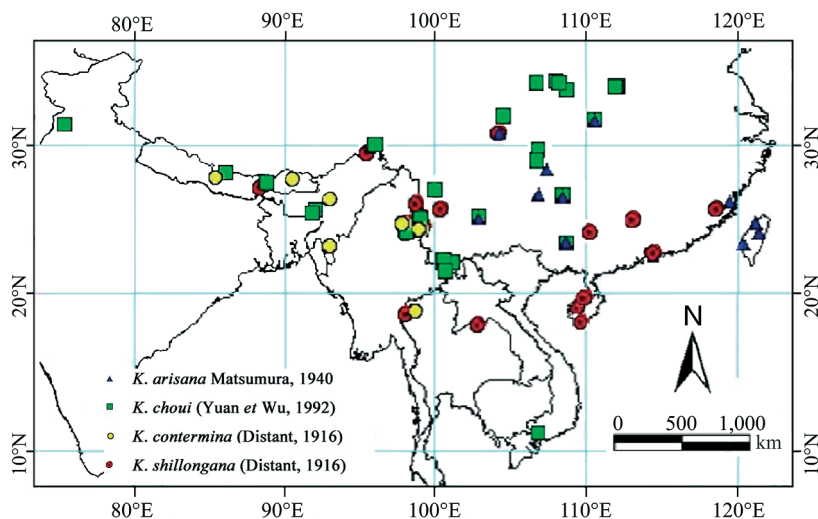 80°E 90°E 100°E 110°E 120°E
30°N 30°N
20°N 20°N
N
K. arisana Matsumura, 1940
K. choui (Yuan et Wu, 1992)
0 500 1,000
km
K. contermina (Distant, 1916)
10°N 10°N
K. shillongana (Distant, 1916)
80°E 90°E 100°E 110°E 120°E